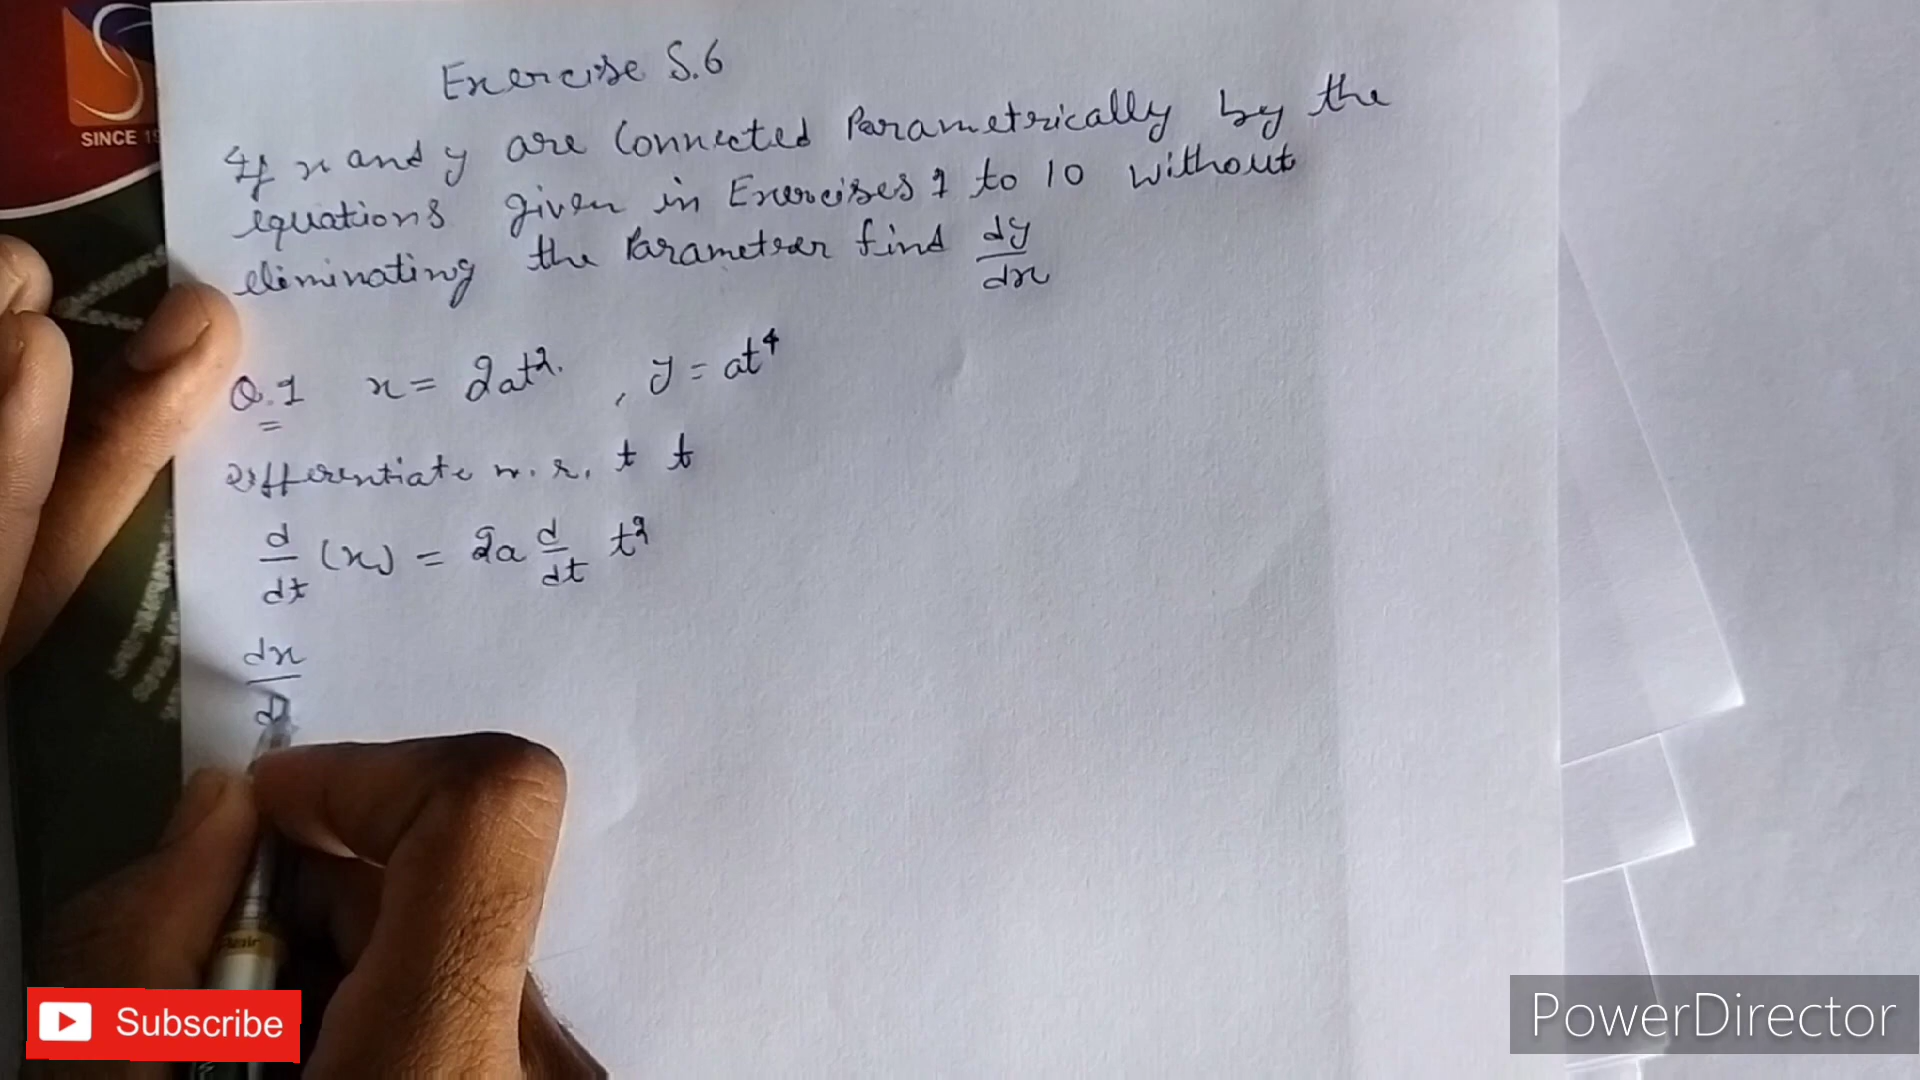 SINCE 19
Exercise 5.6
If x and y are Connected Parametrically by the
equations given in Exercises 1 to 10 without
eliminating the Parameter find dy/dx
Q.1 x = 2at². , y = at⁴
Differentiate w. r. t t
d/dt (x) = 2a d/dt t²
dx/d
Subscribe
PowerDirector